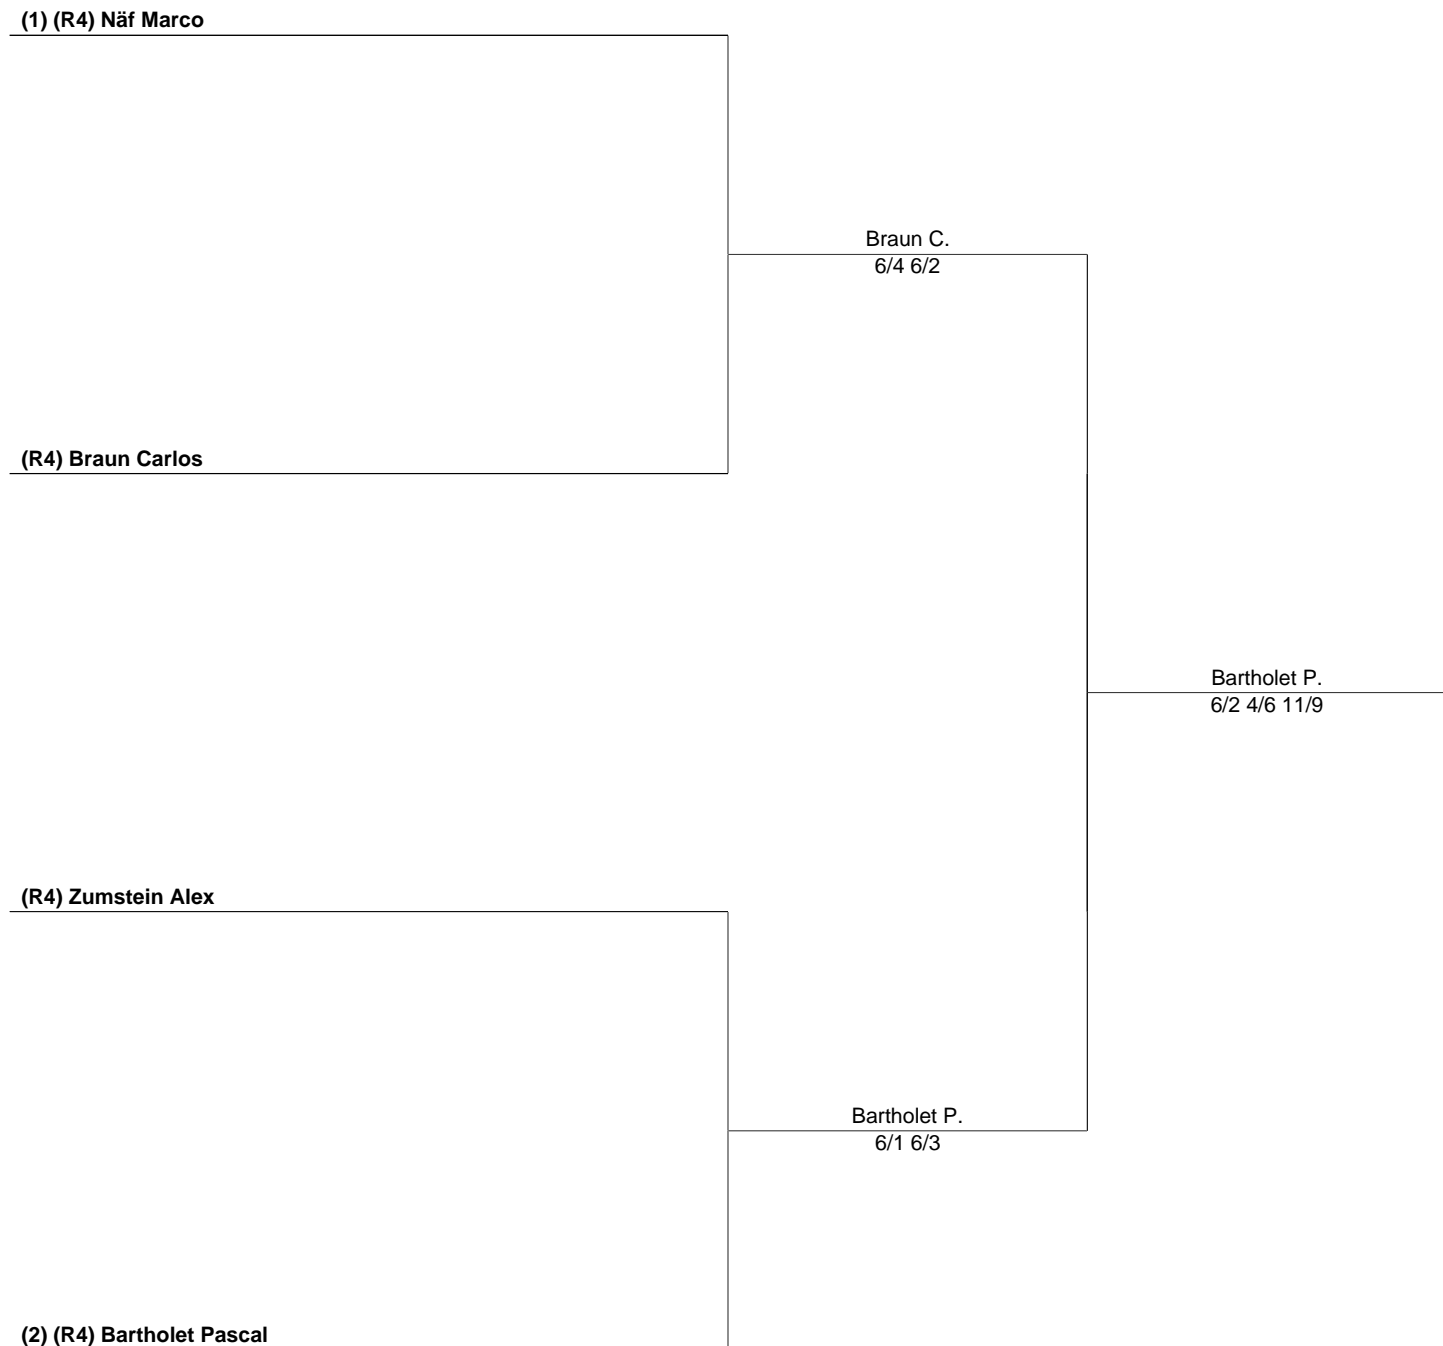 (1) (R4) Näf Marco
Braun C.
6/4 6/2
(R4) Braun Carlos
Bartholet P.
6/2 4/6 11/9
(R4) Zumstein Alex
Bartholet P.
6/1 6/3
(2) (R4) Bartholet Pascal